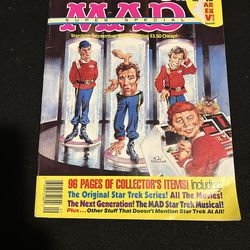 MAD
SUPER SPECIAL
September
$3.50 Cheap!
96 PAGES OF COLLECTOR'S ITEMS! Including:
The Original Star Trek Series! All The Movies!
The Next Generation! The MAD Star Trek Musical!
Plus... Other Stuff That Doesn't Mention Star Trek At All!